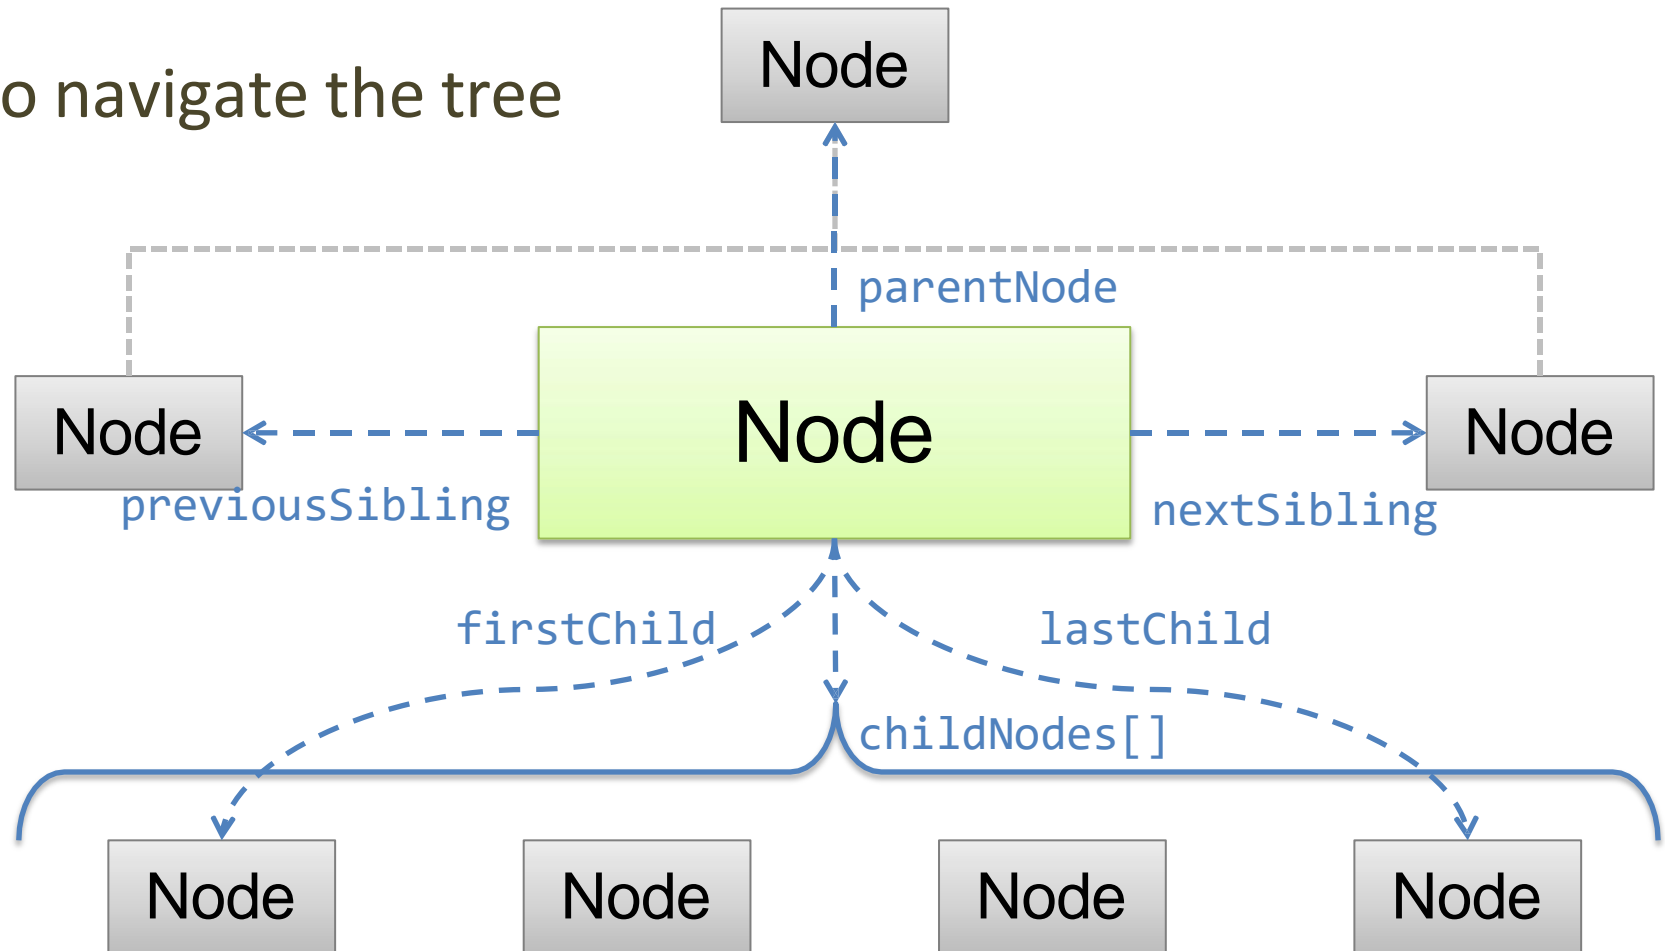 Node
o navigate the tree
parentNode
Node
Node
Node
previousSibling
nextSibling
firstChild
lastChild
childNodes[]
Node
Node
Node
Node